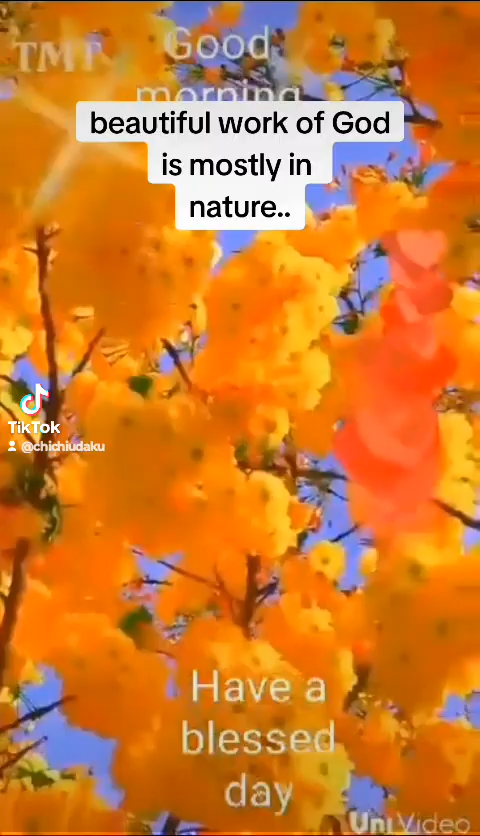 TMT
Good
morning
beautiful work of God
is mostly in
nature..
TikTok
@chichiudaku
Have a
blessed
day
UniVideo